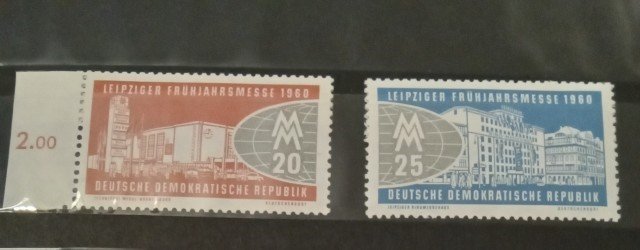 2.00
LEIPZIGER FRÜHJAHRSMESSE 1960
MM
20
DEUTSCHE DEMOKRATISCHE REPUBLIK
LEIPZIGER FRÜHJAHRSMESSE 1960
MM
25
DEUTSCHE DEMOKRATISCHE REPUBLIK